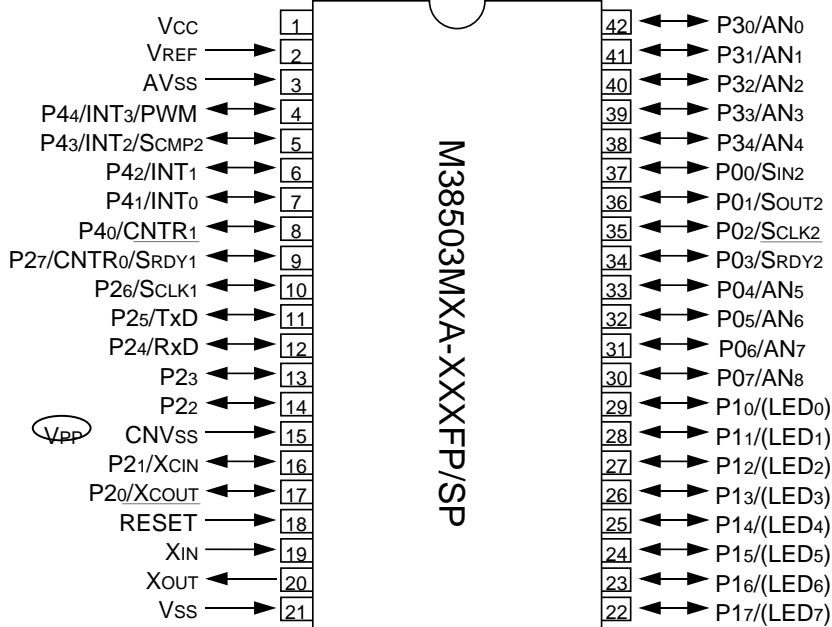 VCC 1
VREF 2
AVSS 3
P44/INT3/PWM 4
P43/INT2/SCMP2 5
P42/INT1 6
P41/INT0 7
P40/CNTR1 8
P27/CNTR0/SRDY1 9
P26/SCLK1 10
P25/TxD 11
P24/RxD 12
P23 13
P22 14
VPP CNVSS 15
P21/XCIN 16
P20/XCOUT 17
RESET 18
XIN 19
XOUT 20
VSS 21
M38503MXA-XXXFP/SP
42 P30/AN0
41 P31/AN1
40 P32/AN2
39 P33/AN3
38 P34/AN4
37 P00/SIN2
36 P01/SOUT2
35 P02/SCLK2
34 P03/SRDY2
33 P04/AN5
32 P05/AN6
31 P06/AN7
30 P07/AN8
29 P10/(LED0)
28 P11/(LED1)
27 P12/(LED2)
26 P13/(LED3)
25 P14/(LED4)
24 P15/(LED5)
23 P16/(LED6)
22 P17/(LED7)